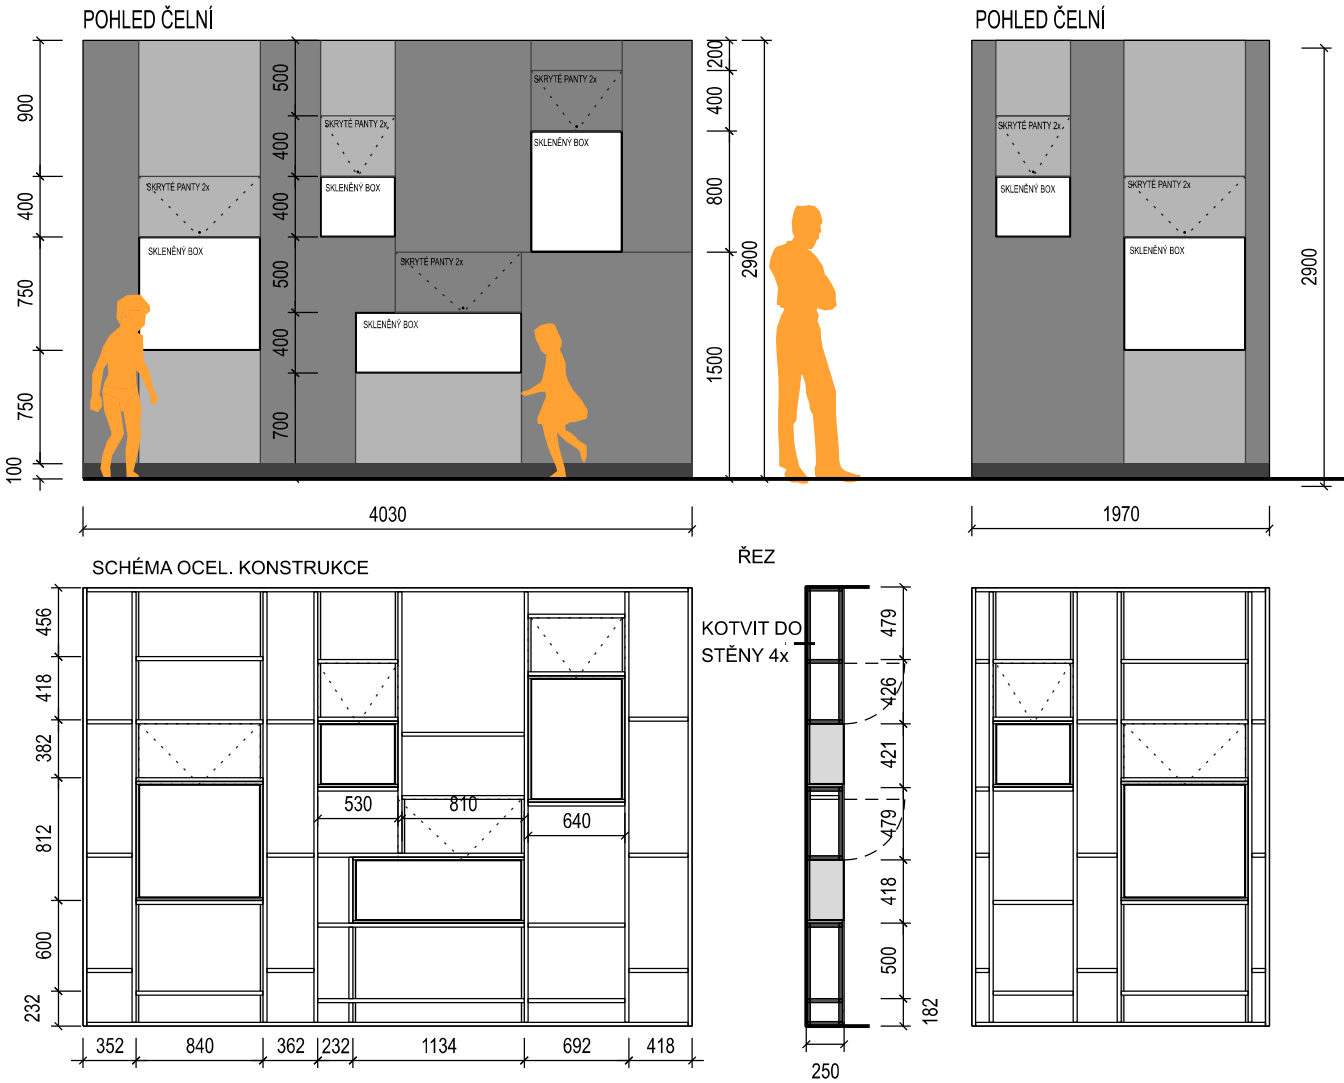 POHLED ČELNÍ
POHLED ČELNÍ
900
400
750
750
100
500
400
400
500
400
700
SKRYTÉ PANTY 2x
SKLENĚNÝ BOX
SKRYTÉ PANTY 2x
SKLENĚNÝ BOX
SKRYTÉ PANTY 2x
SKLENĚNÝ BOX
SKRYTÉ PANTY 2x
SKLENĚNÝ BOX
200
400
800
1500
2900
SKRYTÉ PANTY 2x
SKLENĚNÝ BOX
SKRYTÉ PANTY 2x
SKLENĚNÝ BOX
2900
4030
1970
SCHÉMA OCEL. KONSTRUKCE
ŘEZ
KOTVIT DO
STĚNY 4x
456
418
382
812
600
232
530
810
640
352
840
362
232
1134
692
418
479
426
421
479
418
500
182
250